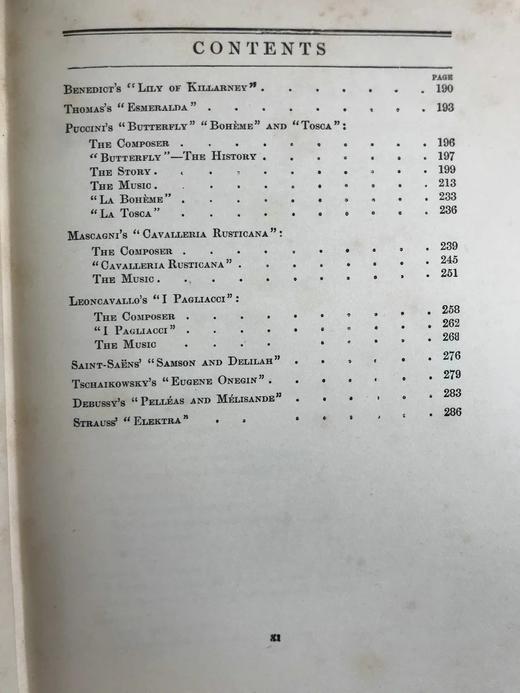 CONTENTS
PAGE
Benedict's "Lily of Killarney" . . . . . . . 190
Thomas's "Esmeralda" . . . . . . . . . 193
Puccini's "Butterfly" "Bohème" and "Tosca":
The Composer . . . . . . . . . . 196
"Butterfly"—The History . . . . . . . 197
The Story . . . . . . . . . . . 199
The Music . . . . . . . . . . . 213
"La Bohème" . . . . . . . . . . 233
"La Tosca" . . . . . . . . . . 236
Mascagni's "Cavalleria Rusticana":
The Composer . . . . . . . . . . 239
"Cavalleria Rusticana" . . . . . . . . 245
The Music . . . . . . . . . . . 251
Leoncavallo's "I Pagliacci":
The Composer . . . . . . . . . . 258
"I Pagliacci" . . . . . . . . . . 262
The Music . . . . . . . . . . 268
Saint-Saëns' "Samson and Delilah" . . . . . . 276
Tschaikowsky's "Eugene Onegin" . . . . . . . 279
Debussy's "Pelléas and Mélisande" . . . . . . 283
Strauss' "Elektra" . . . . . . . . . 286
xi